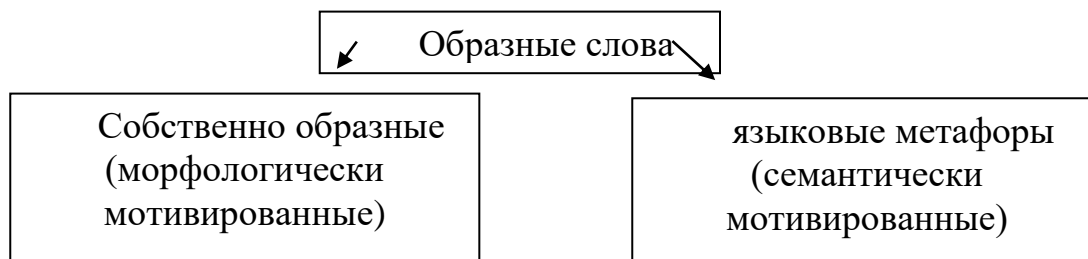 Образные слова
Собственно образные
(морфологически
мотивированные)
языковые метафоры
(семантически
мотивированные)